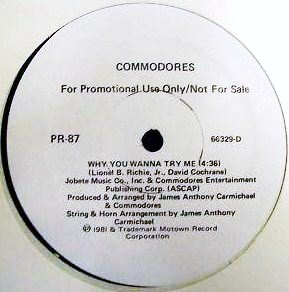 COMMODORES
For Promotional Use Only/Not For Sale
PR-87
66329-D
WHY YOU WANNA TRY ME (4:36)
(Lionel B. Richie, Jr., David Cochrane)
Jobete Music Co., Inc. & Commodores Entertainment
Publishing Corp. (ASCAP)
Produced and Arranged by James Anthony Carmichael
& Commodores
String & Horn Arrangement by James Anthony
Carmichael
℗ 1981 & Trademark Motown Record
Corporation